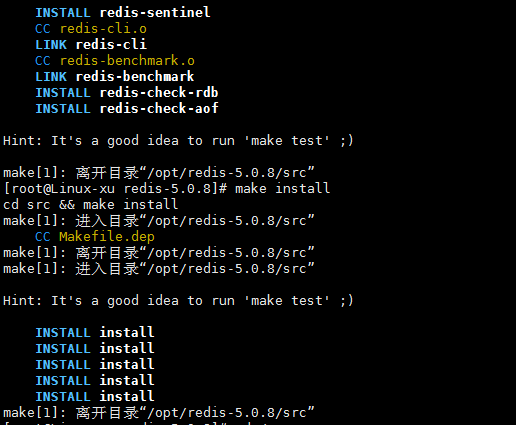 INSTALL redis-sentinel
CC redis-cli.o
LINK redis-cli
CC redis-benchmark.o
LINK redis-benchmark
INSTALL redis-check-rdb
INSTALL redis-check-aof
Hint: It's a good idea to run 'make test' ;)
make[1]: 离开目录“/opt/redis-5.0.8/src”
[root@Linux-xu redis-5.0.8]# make install
cd src && make install
make[1]: 进入目录“/opt/redis-5.0.8/src”
CC Makefile.dep
make[1]: 离开目录“/opt/redis-5.0.8/src”
make[1]: 进入目录“/opt/redis-5.0.8/src”
Hint: It's a good idea to run 'make test' ;)
INSTALL install
INSTALL install
INSTALL install
INSTALL install
INSTALL install
make[1]: 离开目录“/opt/redis-5.0.8/src”